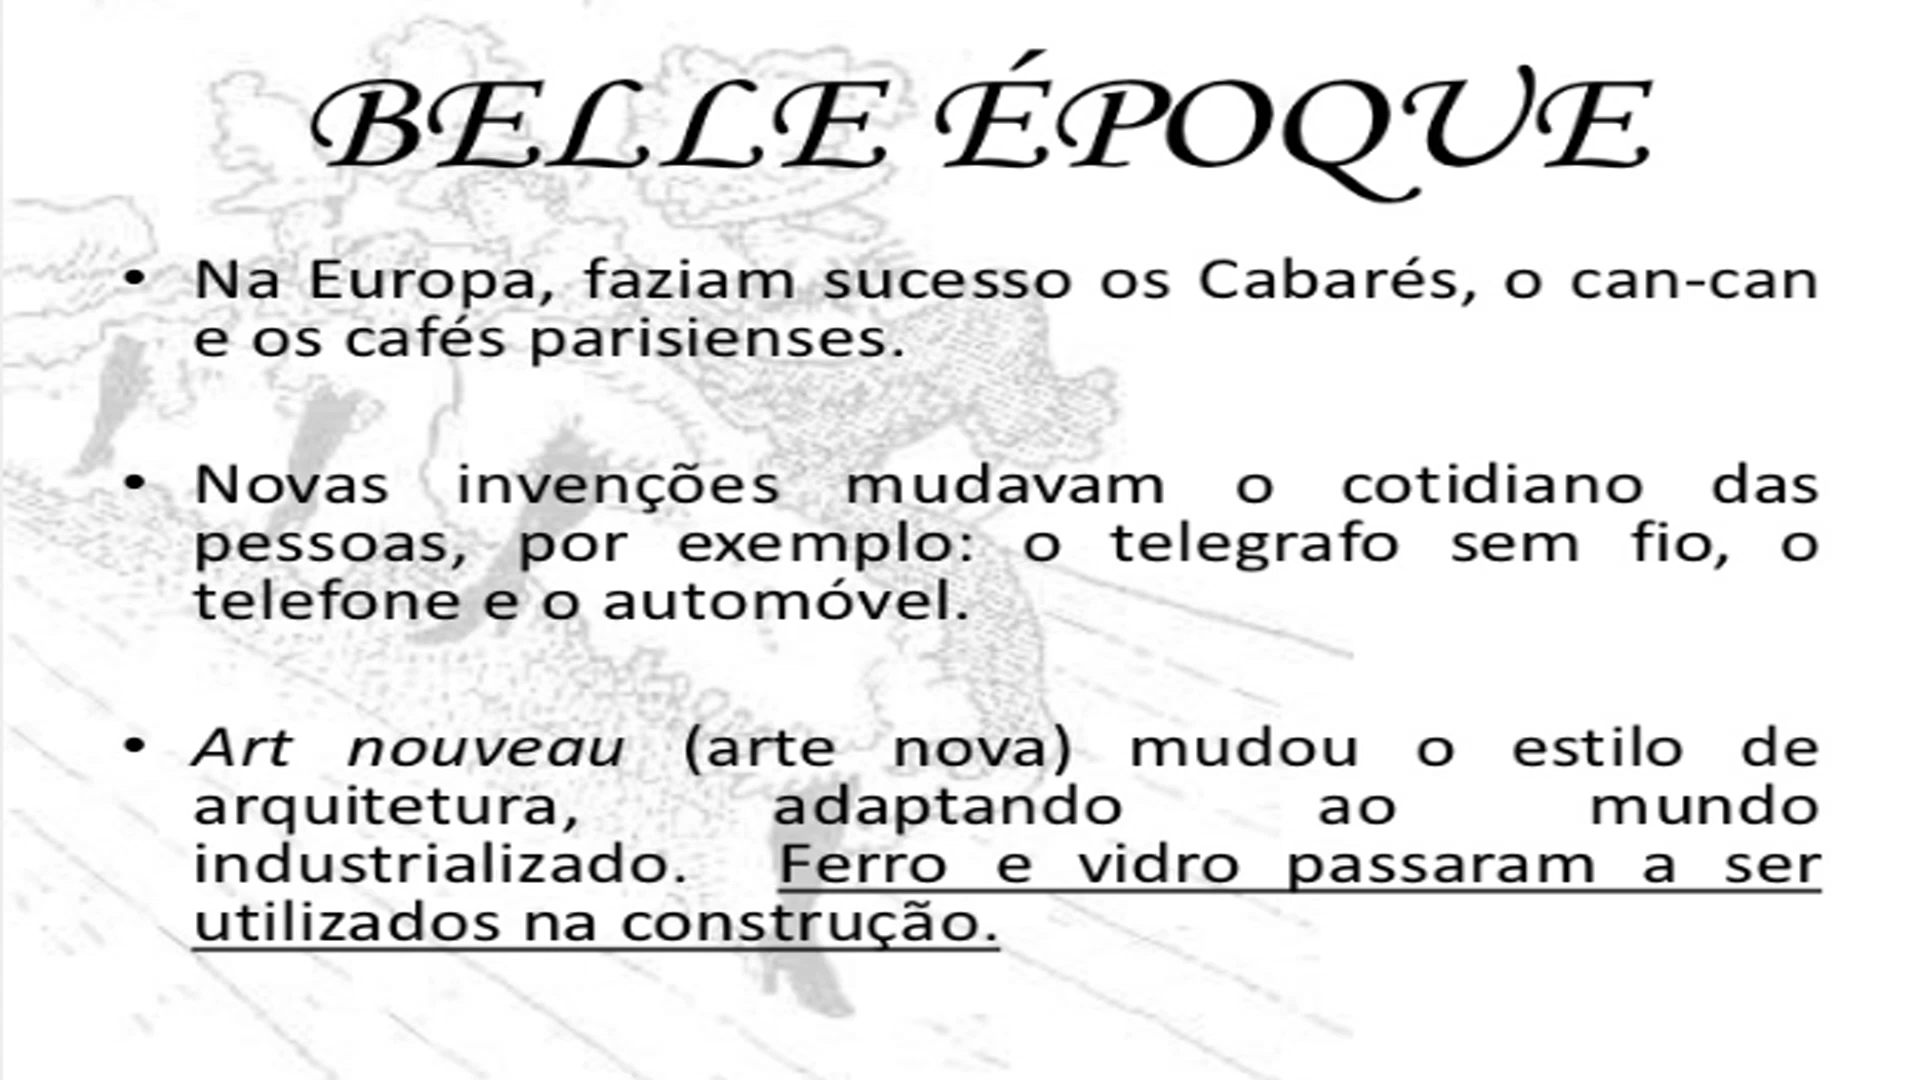 BELLE ÉPOQUE
• Na Europa, faziam sucesso os Cabarés, o can-can
e os cafés parisienses.
• Novas invenções mudavam o cotidiano das
pessoas, por exemplo: o telegrafo sem fio, o
telefone e o automóvel.
• Art nouveau (arte nova) mudou o estilo de
arquitetura, adaptando ao mundo
industrializado. Ferro e vidro passaram a ser
utilizados na construção.